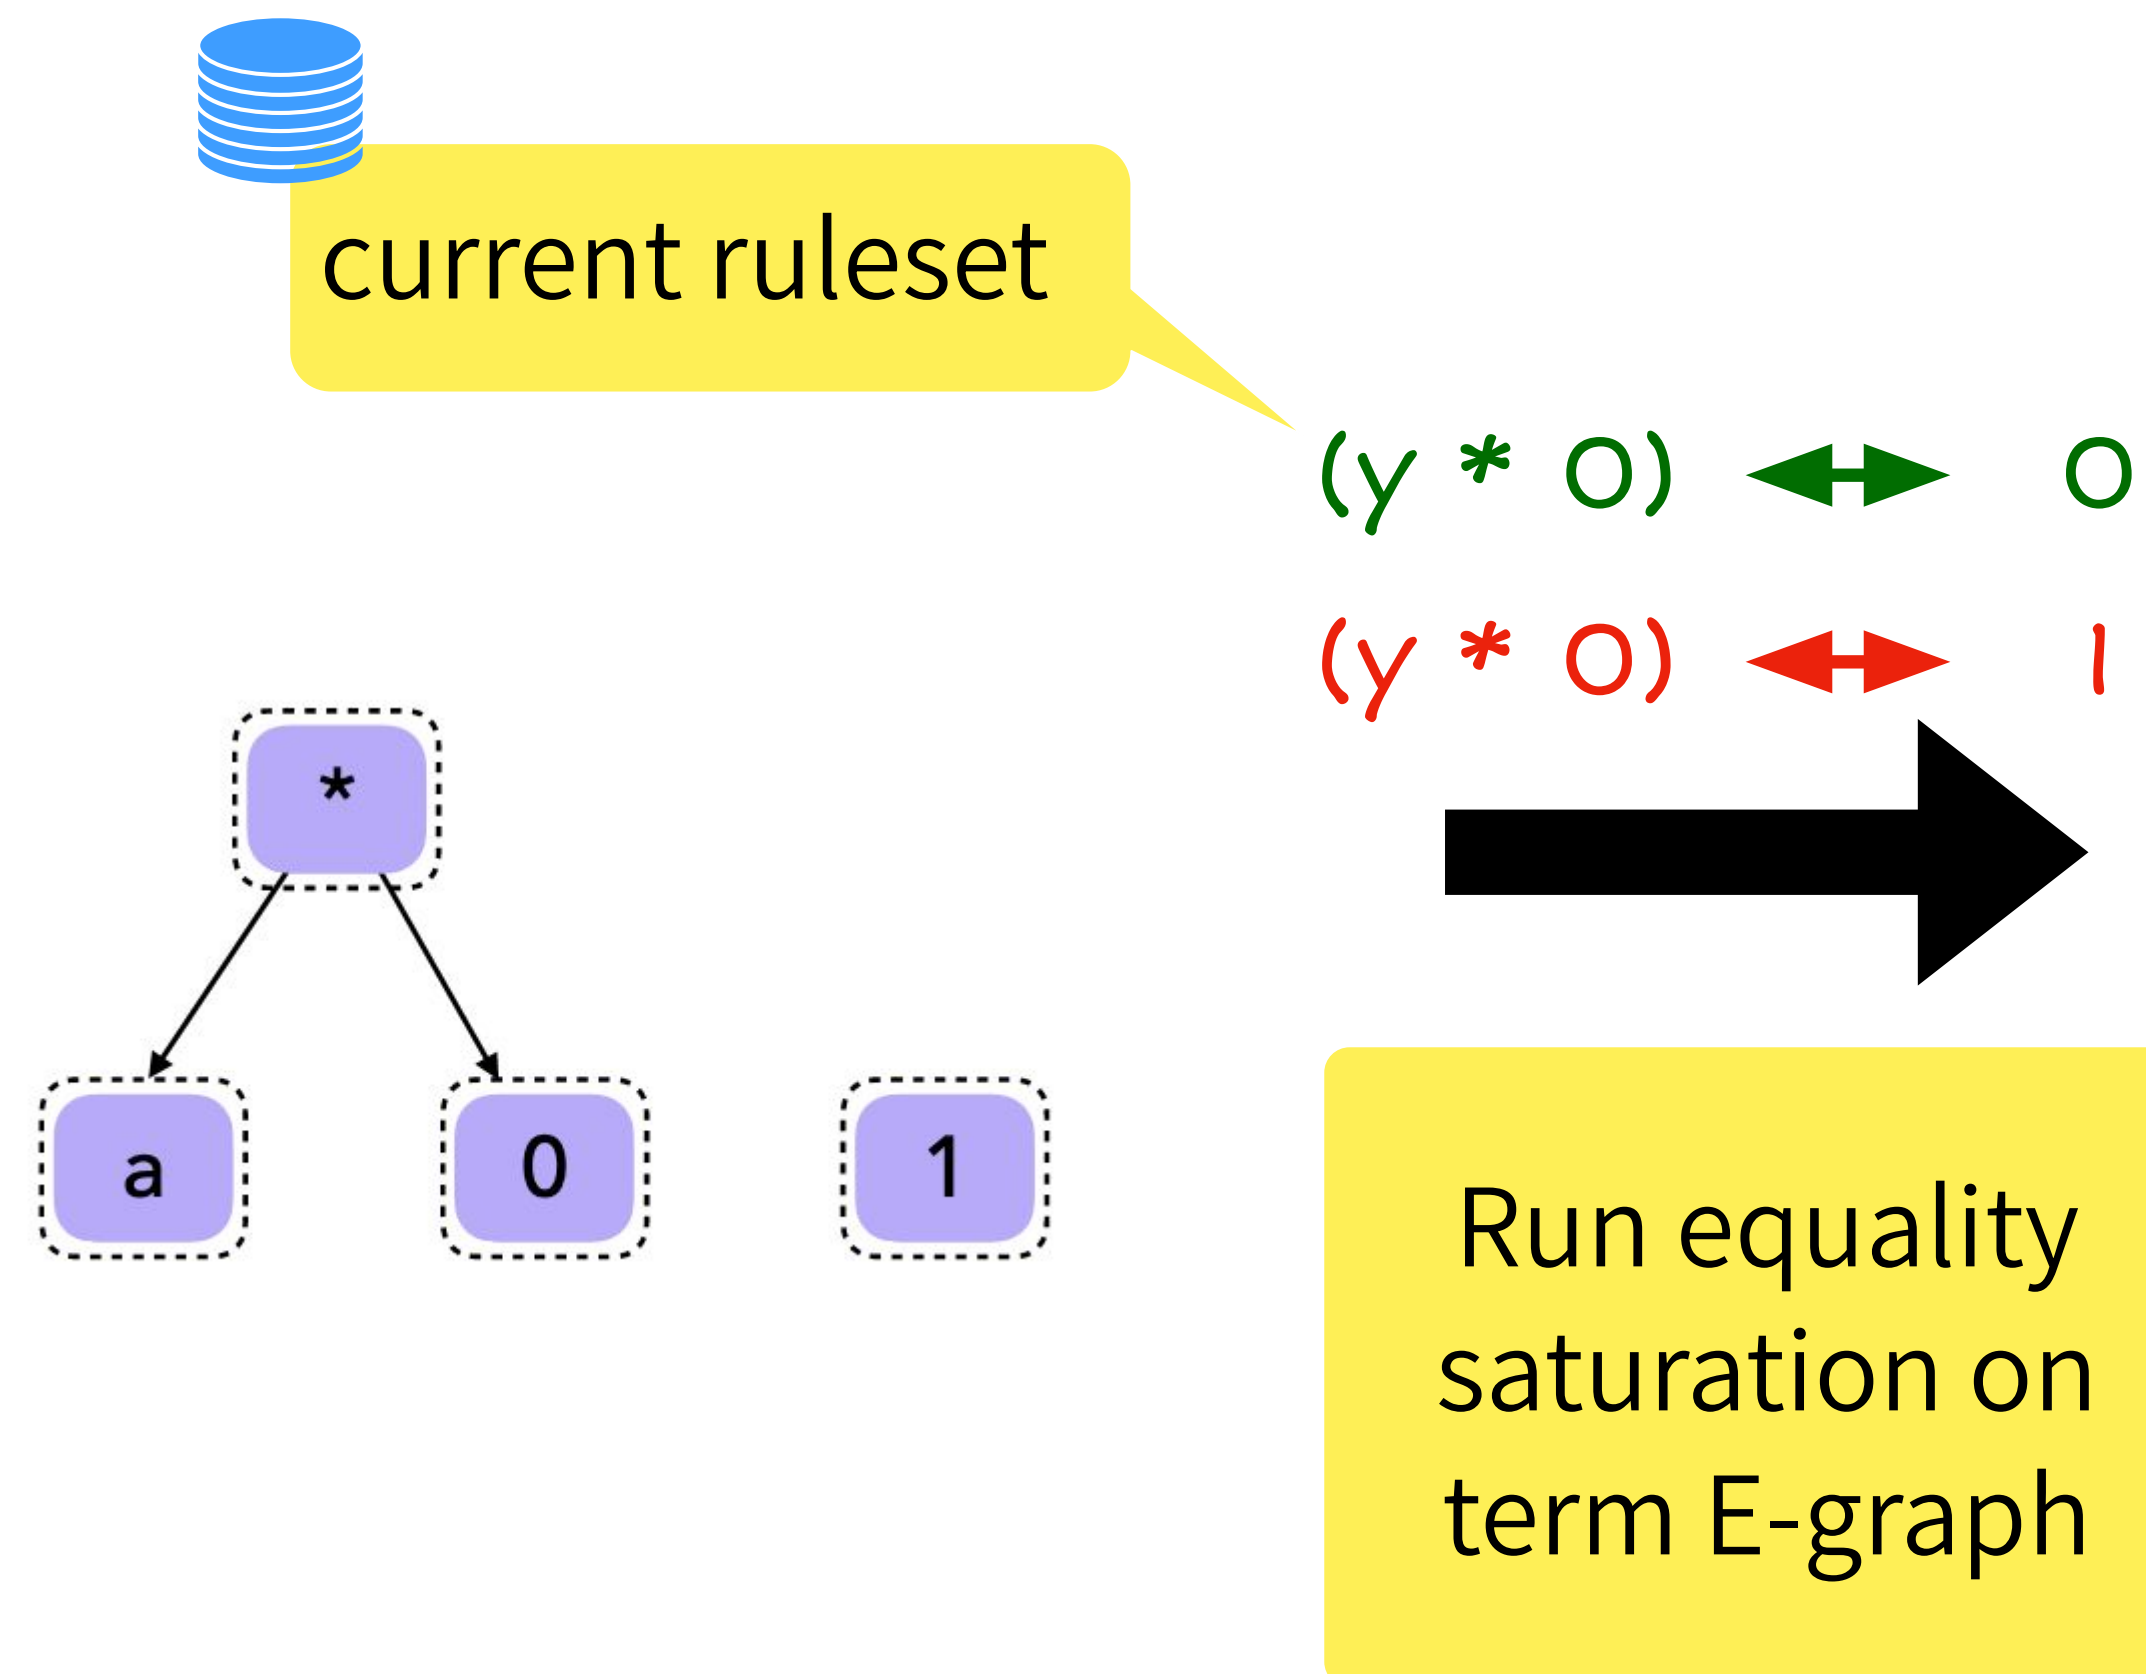 current ruleset
(y * 0) ◀▶ 0
(y * 0) ◀▶ 1
*
a 0 1
Run equality
saturation on
term E-graph